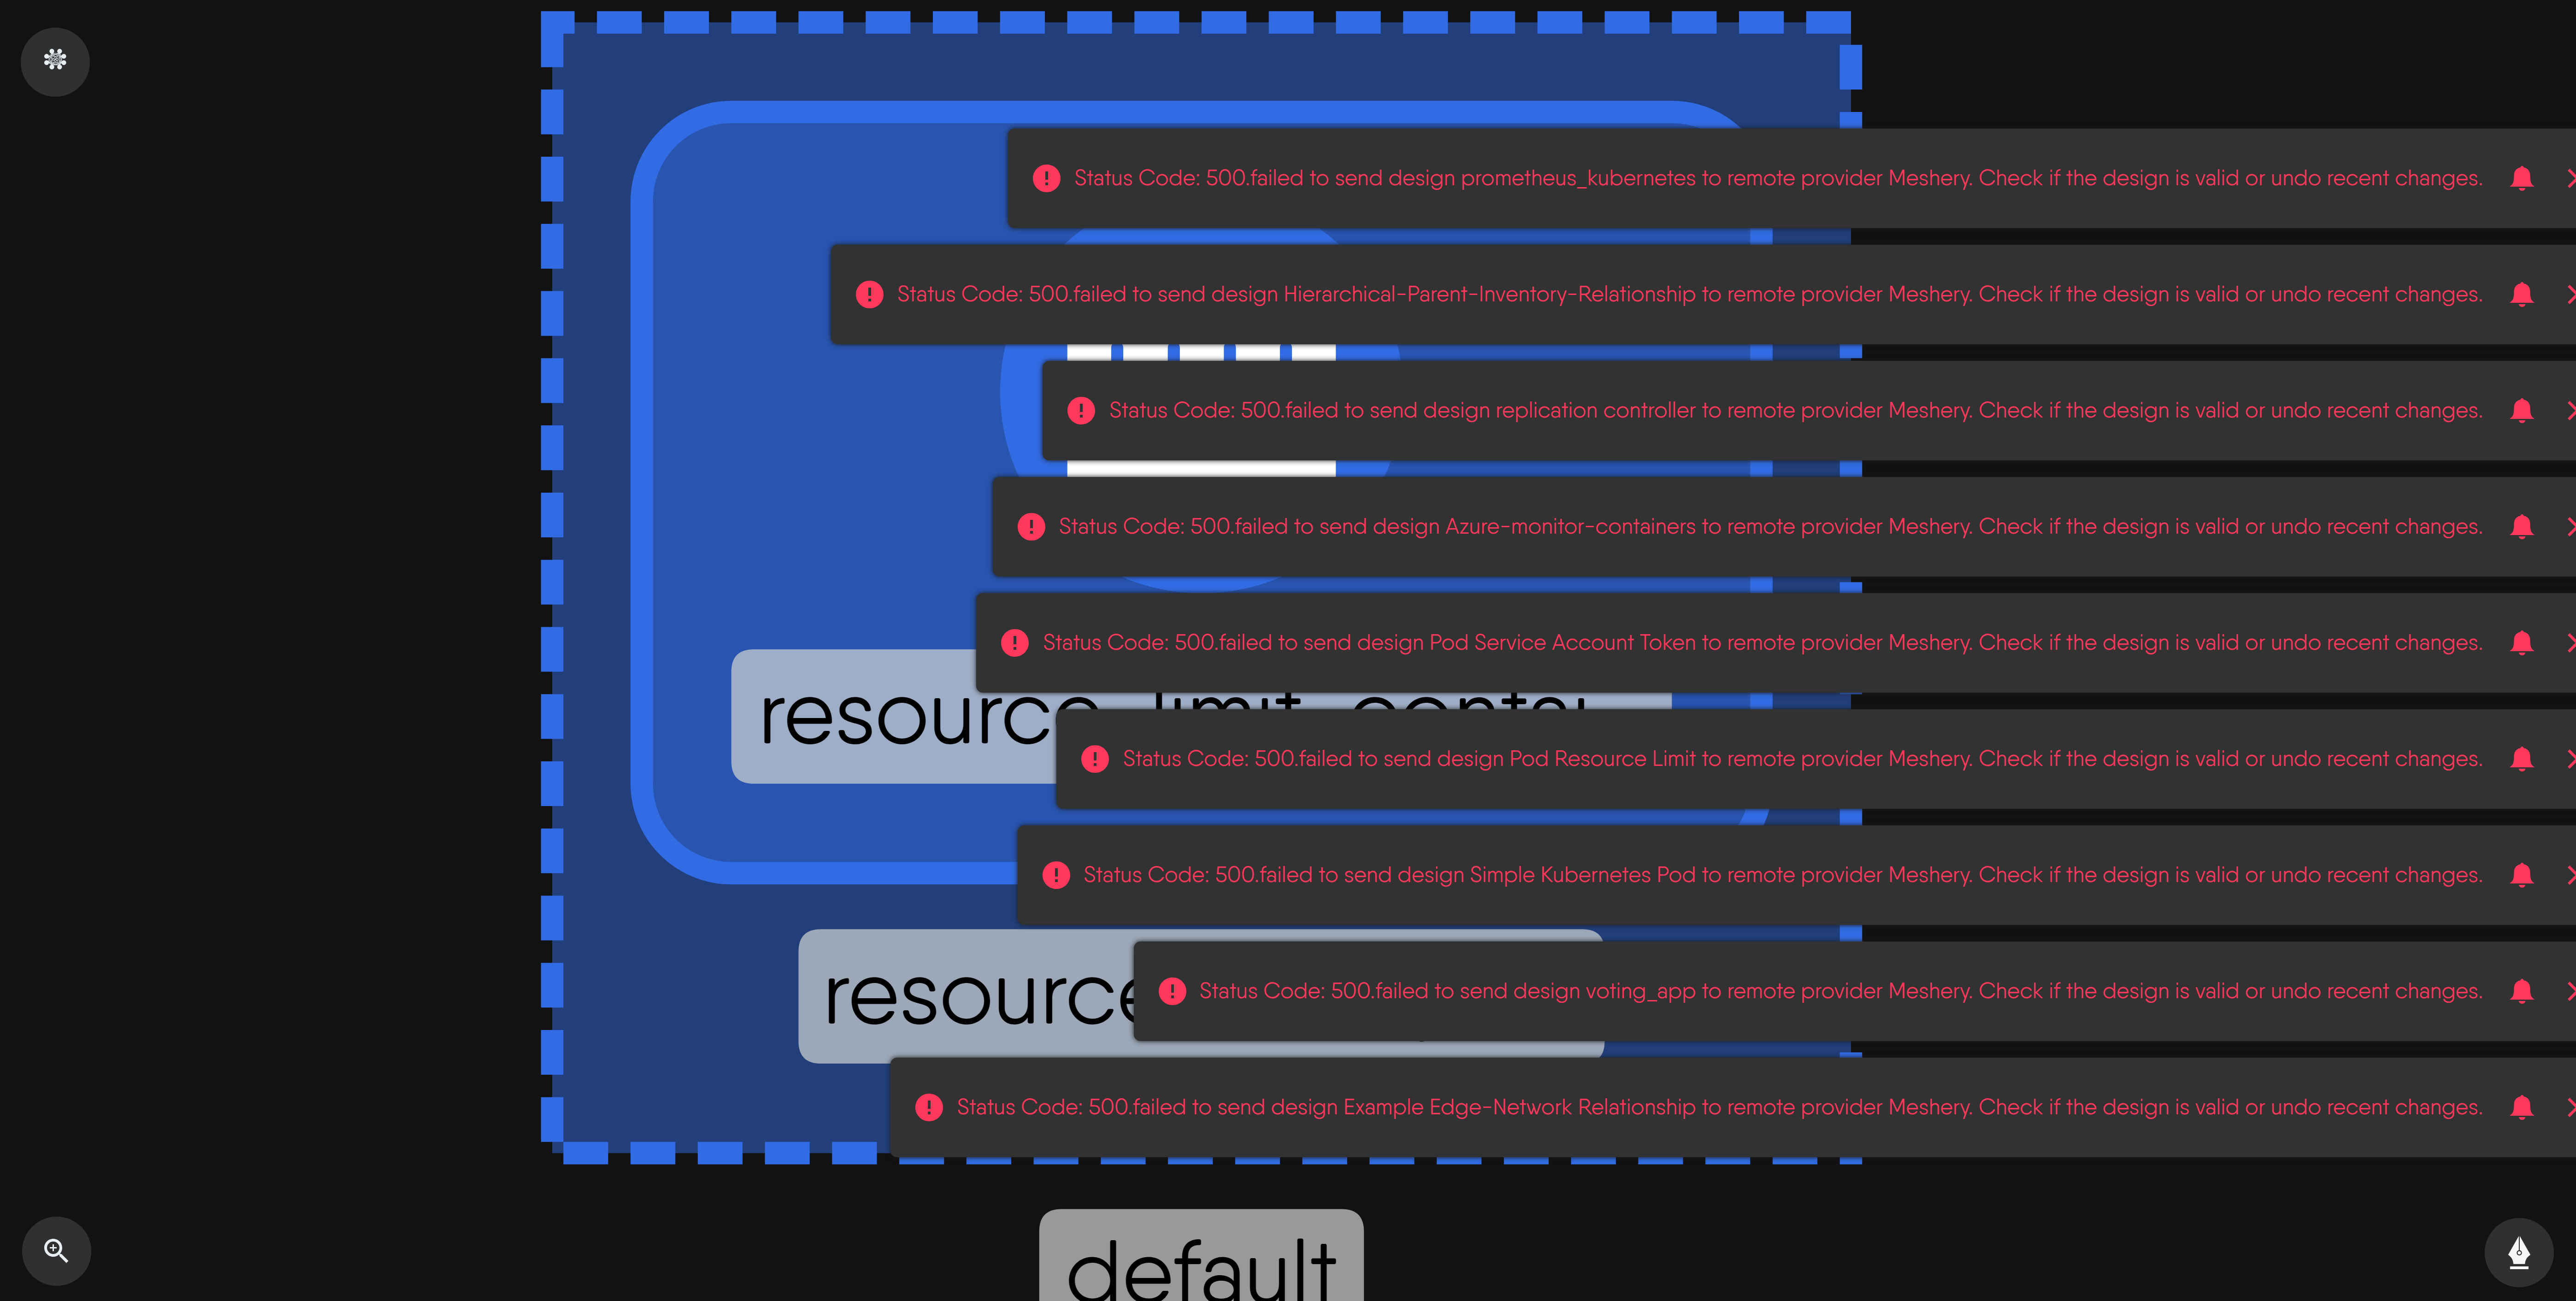 Status Code: 500.failed to send design prometheus_kubernetes to remote provider Meshery. Check if the design is valid or undo recent changes.
Status Code: 500.failed to send design Hierarchical-Parent-Inventory-Relationship to remote provider Meshery. Check if the design is valid or undo recent changes.
Status Code: 500.failed to send design replication controller to remote provider Meshery. Check if the design is valid or undo recent changes.
Status Code: 500.failed to send design Azure-monitor-containers to remote provider Meshery. Check if the design is valid or undo recent changes.
Status Code: 500.failed to send design Pod Service Account Token to remote provider Meshery. Check if the design is valid or undo recent changes.
resource
Status Code: 500.failed to send design Pod Resource Limit to remote provider Meshery. Check if the design is valid or undo recent changes.
Status Code: 500.failed to send design Simple Kubernetes Pod to remote provider Meshery. Check if the design is valid or undo recent changes.
resource
Status Code: 500.failed to send design voting_app to remote provider Meshery. Check if the design is valid or undo recent changes.
Status Code: 500.failed to send design Example Edge-Network Relationship to remote provider Meshery. Check if the design is valid or undo recent changes.
default